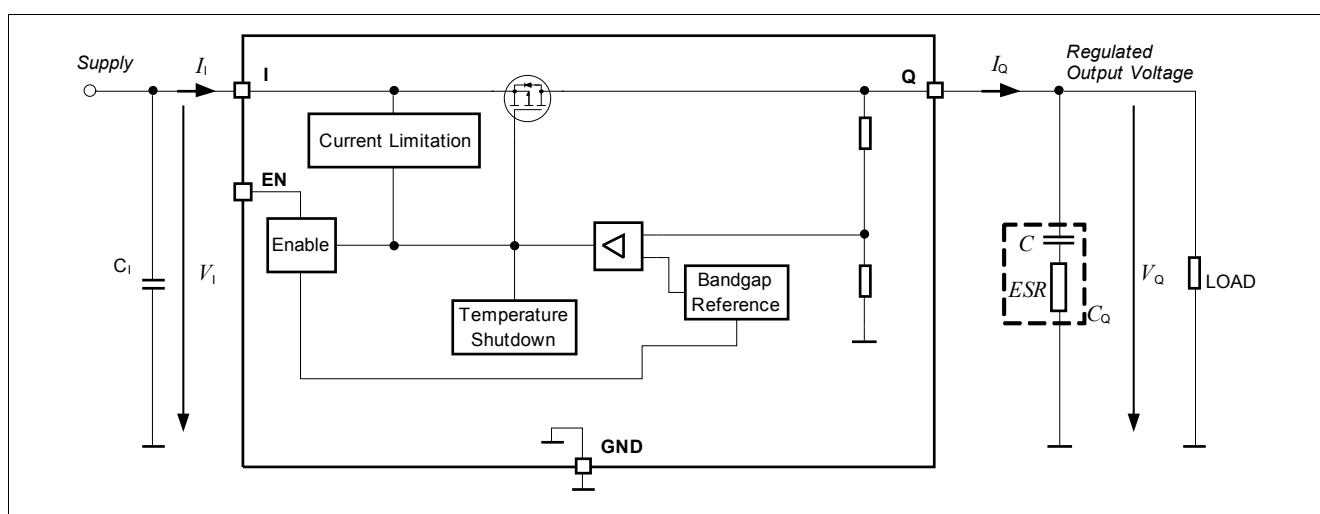 Supply
I_I
I
Q
I_Q
Regulated
Output Voltage
Current Limitation
EN
Enable
C_I
V_I
Bandgap
Reference
Temperature
Shutdown
C
ESR
C_Q
V_Q
LOAD
GND